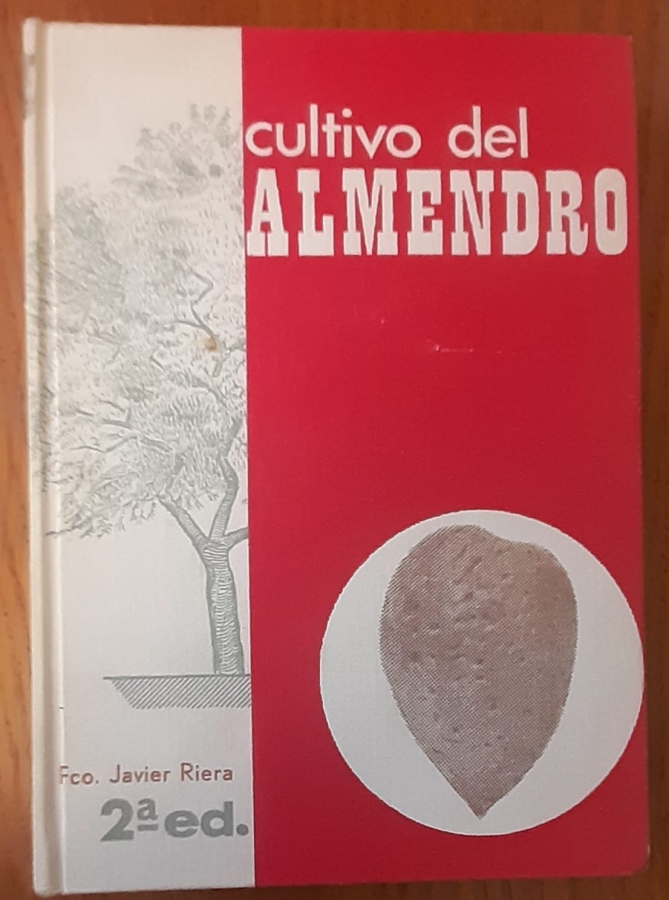 cultivo del
ALMENDRO
Fco. Javier Riera
2ª ed.